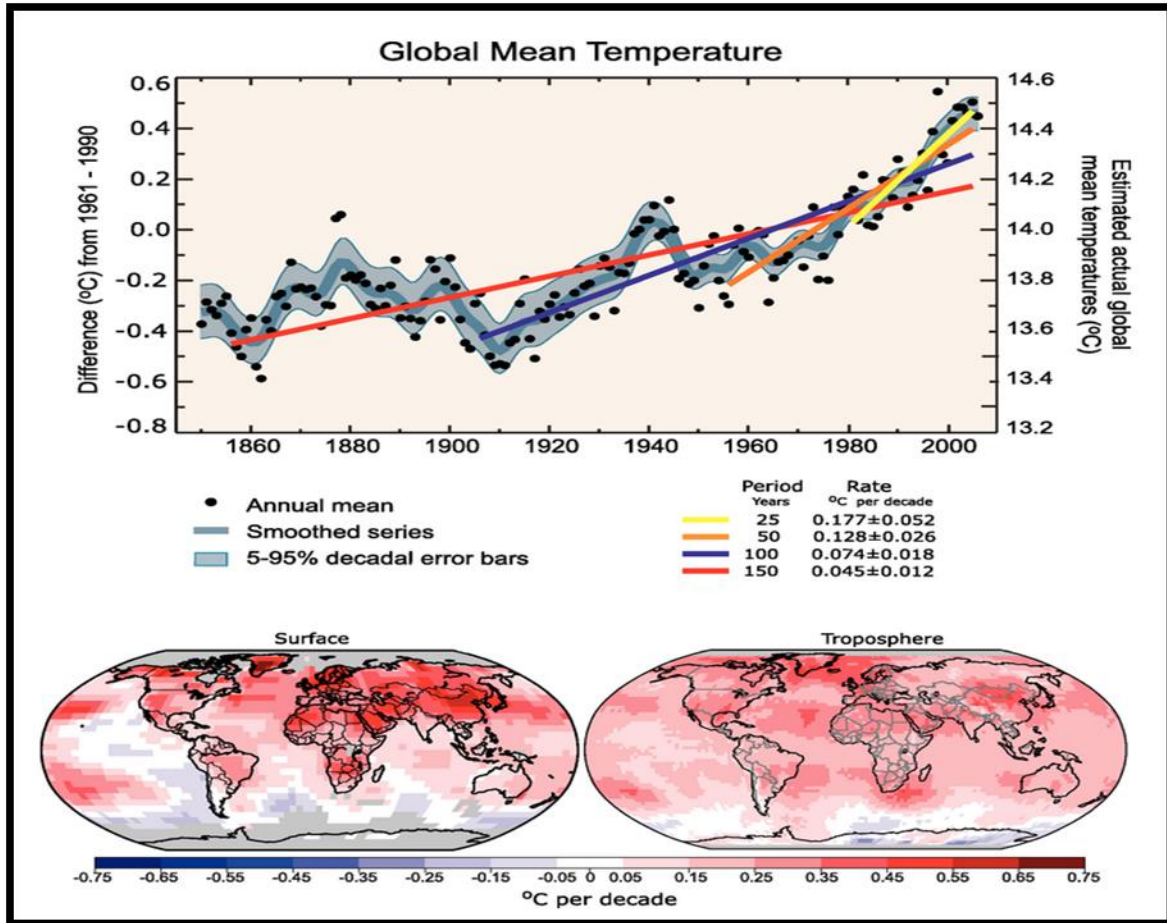 Global Mean Temperature
Difference (ºC) from 1961 - 1990
0.6
0.4
0.2
0.0
-0.2
-0.4
-0.6
-0.8
14.6
14.4
14.2
14.0
13.8
13.6
13.4
13.2
Estimated actual global
mean temperatures (ºC)
1860 1880 1900 1920 1940 1960 1980 2000
Annual mean
Smoothed series
5-95% decadal error bars
Period Rate
Years ºC per decade
25 0.177±0.052
50 0.128±0.026
100 0.074±0.018
150 0.045±0.012
Surface
Troposphere
-0.75 -0.65 -0.55 -0.45 -0.35 -0.25 -0.15 -0.05 0 0.05 0.15 0.25 0.35 0.45 0.55 0.65 0.75
ºC per decade